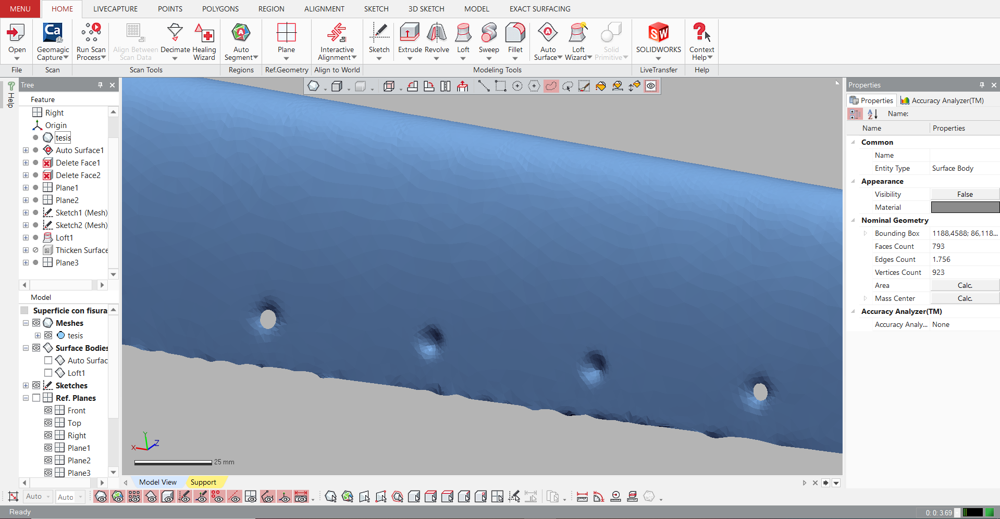 MENU HOME LIVECAPTURE POINTS POLYGONS REGION ALIGNMENT SKETCH 3D SKETCH MODEL EXACT SURFACING
Open Geomagic Capture Run Scan Process Align Between Scan Data Decimate Healing Wizard Auto Segment Plane Interactive Alignment Sketch Extrude Revolve Loft Sweep Fillet Auto Surface Loft Wizard Solid Primitive SOLIDWORKS Context Help
File Scan Scan Tools Regions Ref.Geometry Align to World Modeling Tools LiveTransfer Help
Help
Tree
Feature
Right
Origin
tesis
Auto Surface1
Delete Face1
Delete Face2
Plane1
Plane2
Sketch1 (Mesh)
Sketch2 (Mesh)
Loft1
Thicken Surface
Plane3
Model
Superficie con fisura
Meshes
tesis
Surface Bodies
Auto Surfac
Loft1
Sketches
Ref. Planes
Front
Top
Right
Plane1
Plane2
Plane3
Y
X Z
25 mm
Model View Support
Properties
Properties Accuracy Analyzer(TM)
Name:
Name Properties
Common
Name
Entity Type Surface Body
Appearance
Visibility False
Material
Nominal Geometry
Bounding Box 1188,4588; 86,118...
Faces Count 793
Edges Count 1.756
Vertices Count 923
Area Calc.
Mass Center Calc.
Accuracy Analyzer(TM)
Accuracy Analy... None
Auto Auto
Ready 0: 0: 3.69